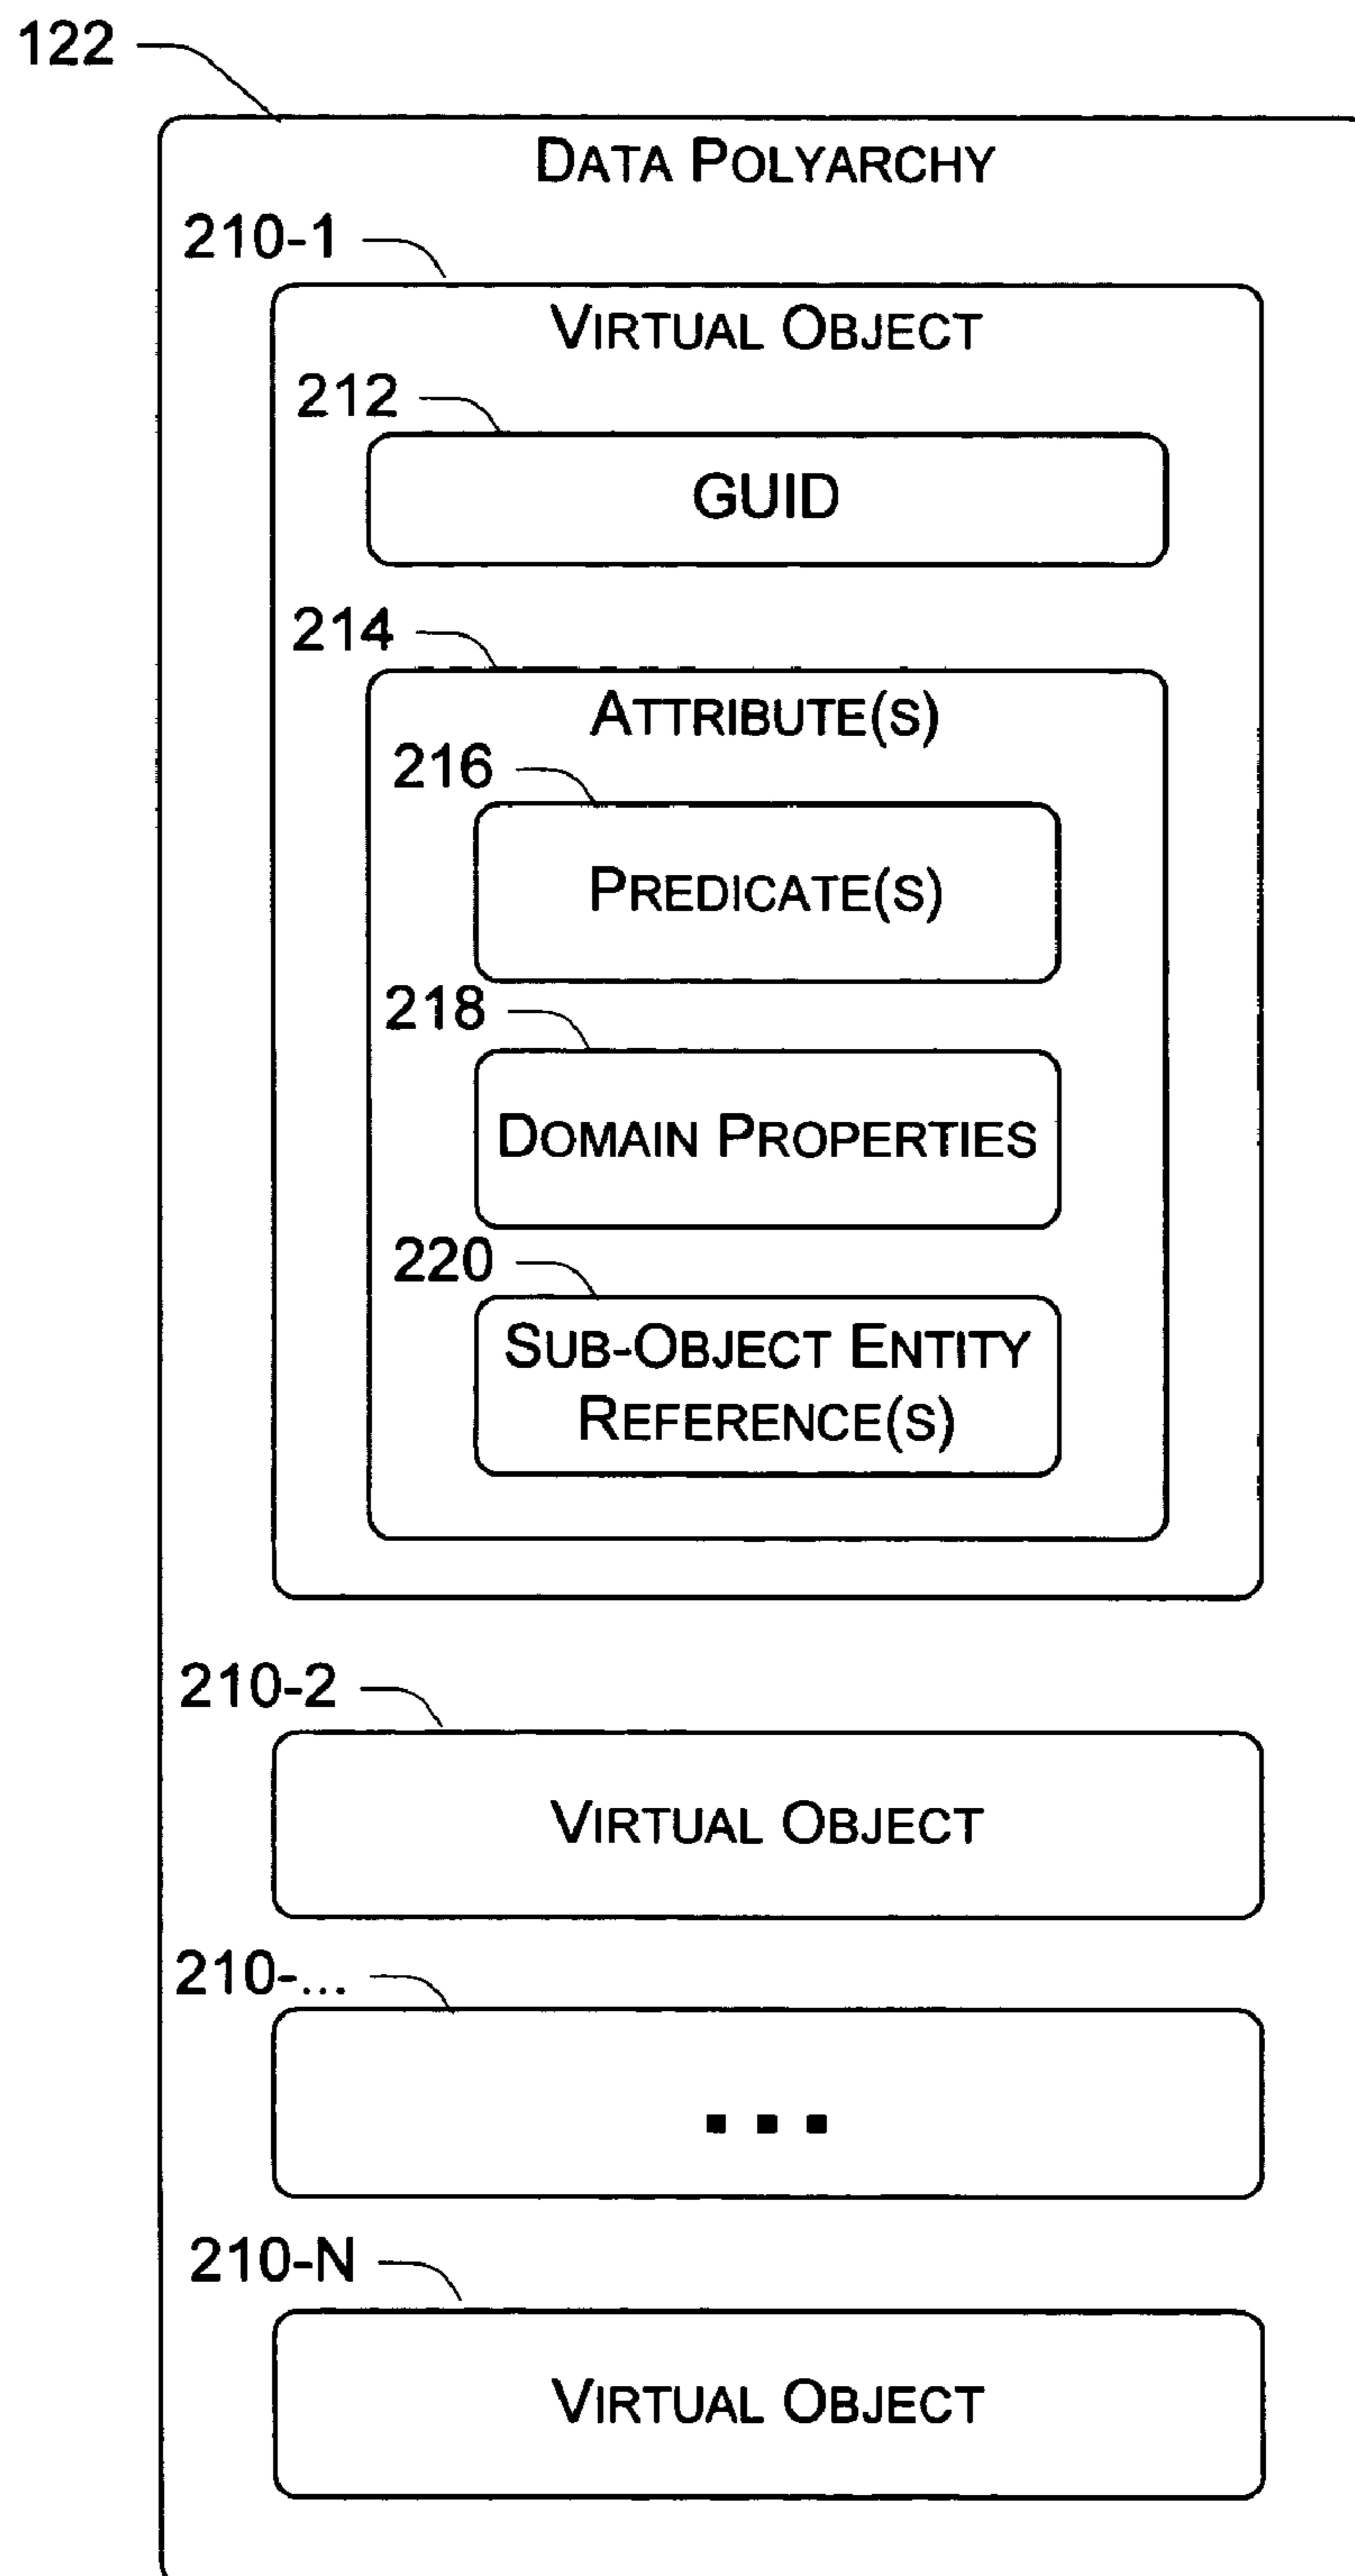 122
DATA POLYARCHY
210-1
VIRTUAL OBJECT
212
GUID
214
ATTRIBUTE(S)
216
PREDICATE(S)
218
DOMAIN PROPERTIES
220
SUB-OBJECT ENTITY
REFERENCE(S)
210-2
VIRTUAL OBJECT
210-...
...
210-N
VIRTUAL OBJECT